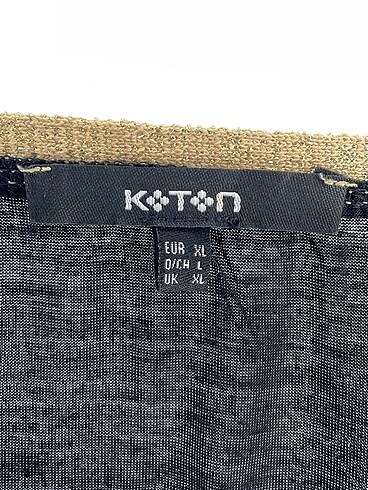 KOTON
EUR XL
D/CH L
UK XL